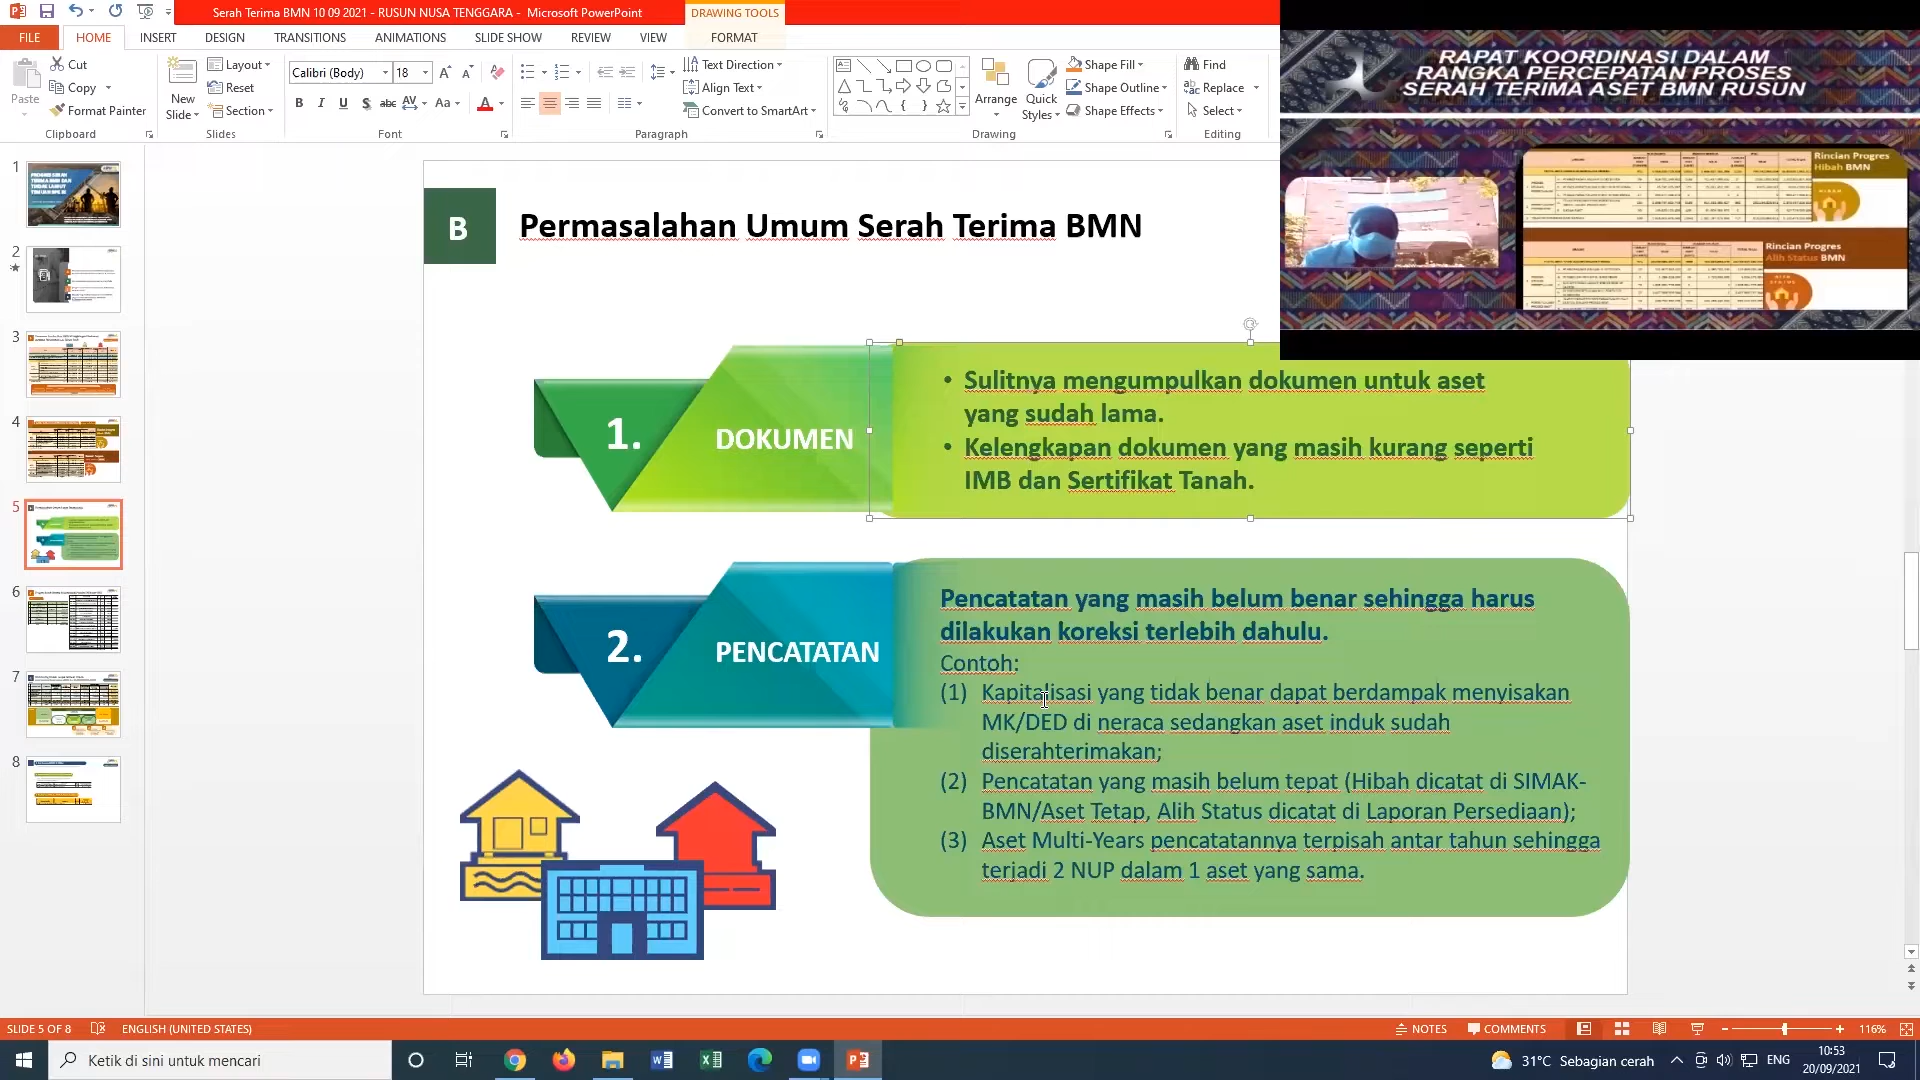 Serah Terima BMN 10 09 2021 - RUSUN NUSA TENGGARA - Microsoft PowerPoint
DRAWING TOOLS
FILE
HOME
INSERT
DESIGN
TRANSITIONS
ANIMATIONS
SLIDE SHOW
REVIEW
VIEW
FORMAT
Paste
Cut
Copy
Format Painter
Clipboard
New
Slide
Layout
Reset
Section
Slides
Calibri (Body)
18
Font
Text Direction
Align Text
Convert to SmartArt
Paragraph
Arrange
Quick
Styles
Shape Fill
Shape Outline
Shape Effects
Drawing
Find
Replace
Select
Editing
RAPAT KOORDINASI DALAM
RANGKA PERCEPATAN PROSES
SERAH TERIMA ASET BMN RUSUN
Rincian Progres
Hibah BMN
Rincian Progres
Alih Status BMN
1
2
3
4
5
6
7
8
B
Permasalahan Umum Serah Terima BMN
1.
DOKUMEN
• Sulitnya mengumpulkan dokumen untuk aset
yang sudah lama.
• Kelengkapan dokumen yang masih kurang seperti
IMB dan Sertifikat Tanah.
2.
PENCATATAN
Pencatatan yang masih belum benar sehingga harus
dilakukan koreksi terlebih dahulu.
Contoh:
(1) Kapitalisasi yang tidak benar dapat berdampak menyisakan
MK/DED di neraca sedangkan aset induk sudah
diserahterimakan;
(2) Pencatatan yang masih belum tepat (Hibah dicatat di SIMAK-
BMN/Aset Tetap, Alih Status dicatat di Laporan Persediaan);
(3) Aset Multi-Years pencatatannya terpisah antar tahun sehingga
terjadi 2 NUP dalam 1 aset yang sama.
SLIDE 5 OF 8
ENGLISH (UNITED STATES)
NOTES
COMMENTS
116%
Ketik di sini untuk mencari
31°C Sebagian cerah
ENG
10:53
20/09/2021